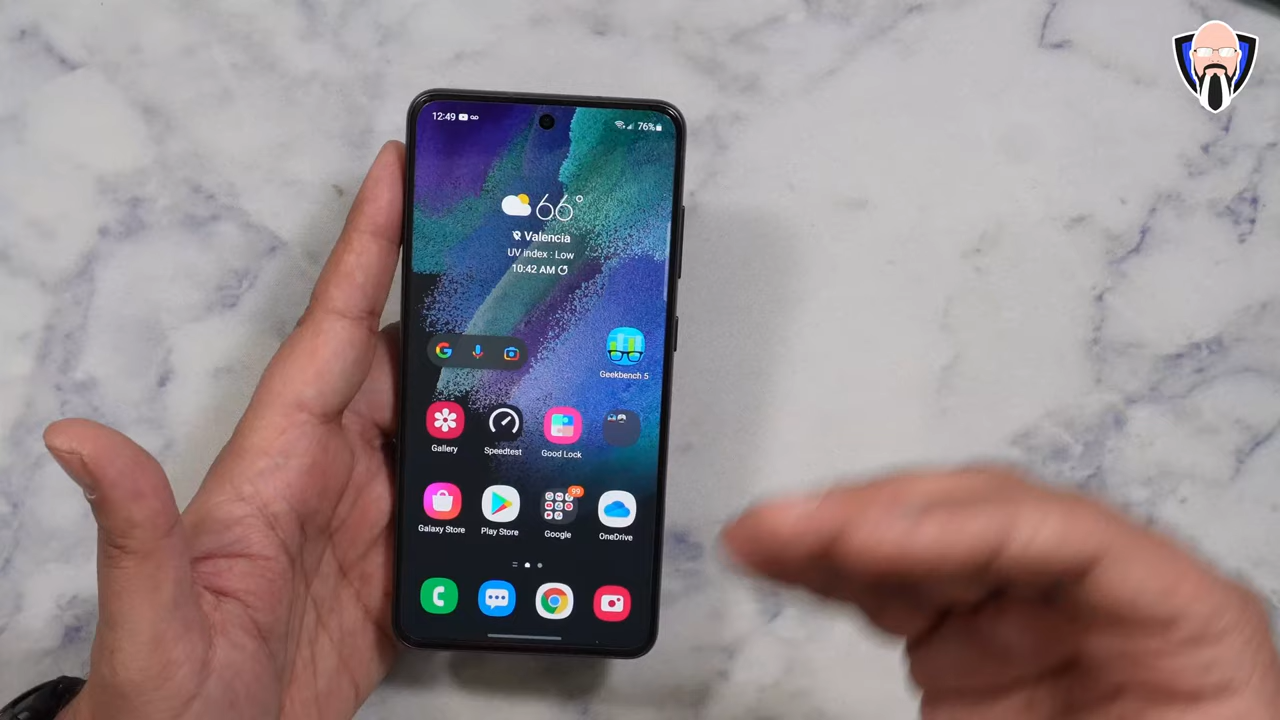 12:49
76%
66°
Valencia
UV index : Low
10:42 AM
Geekbench 5
Gallery
Speedtest
Good Lock
99
Galaxy Store
Play Store
Google
OneDrive